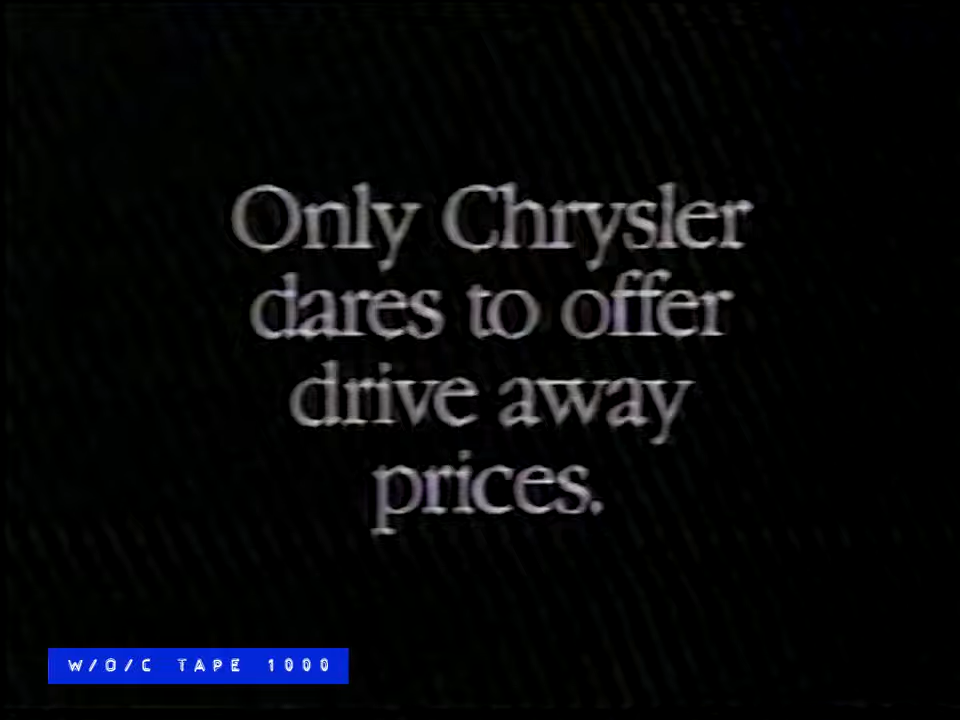 Only Chrysler
dares to offer
drive away
prices.
W/O/C TAPE 1000